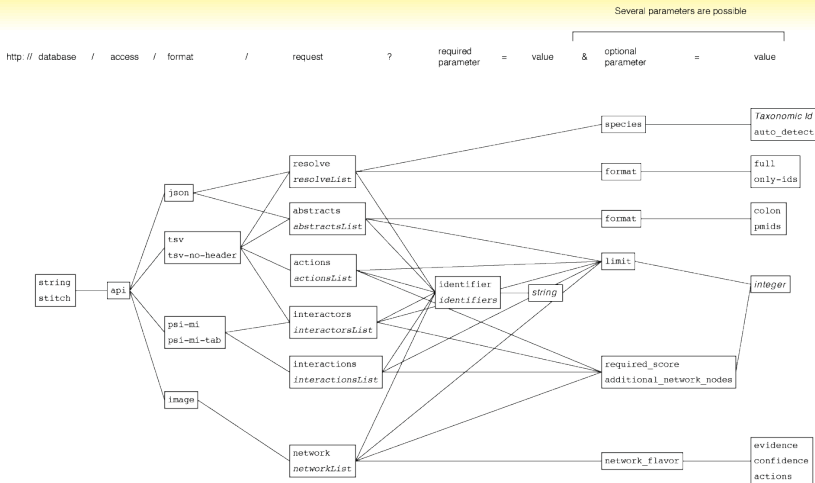 Several parameters are possible
http: // database / access / format / request ? required parameter = value & optional parameter = value
string
stitch
api
json
tsv
tsv-no-header
psi-mi
psi-mi-tab
image
resolve
resolveList
abstracts
abstractsList
actions
actionsList
interactors
interactorsList
interactions
interactionsList
network
networkList
identifier
identifiers
string
species
format
format
limit
required_score
additional_network_nodes
network_flavor
Taxonomic Id
auto_detect
full
only-ids
colon
pmids
integer
evidence
confidence
actions